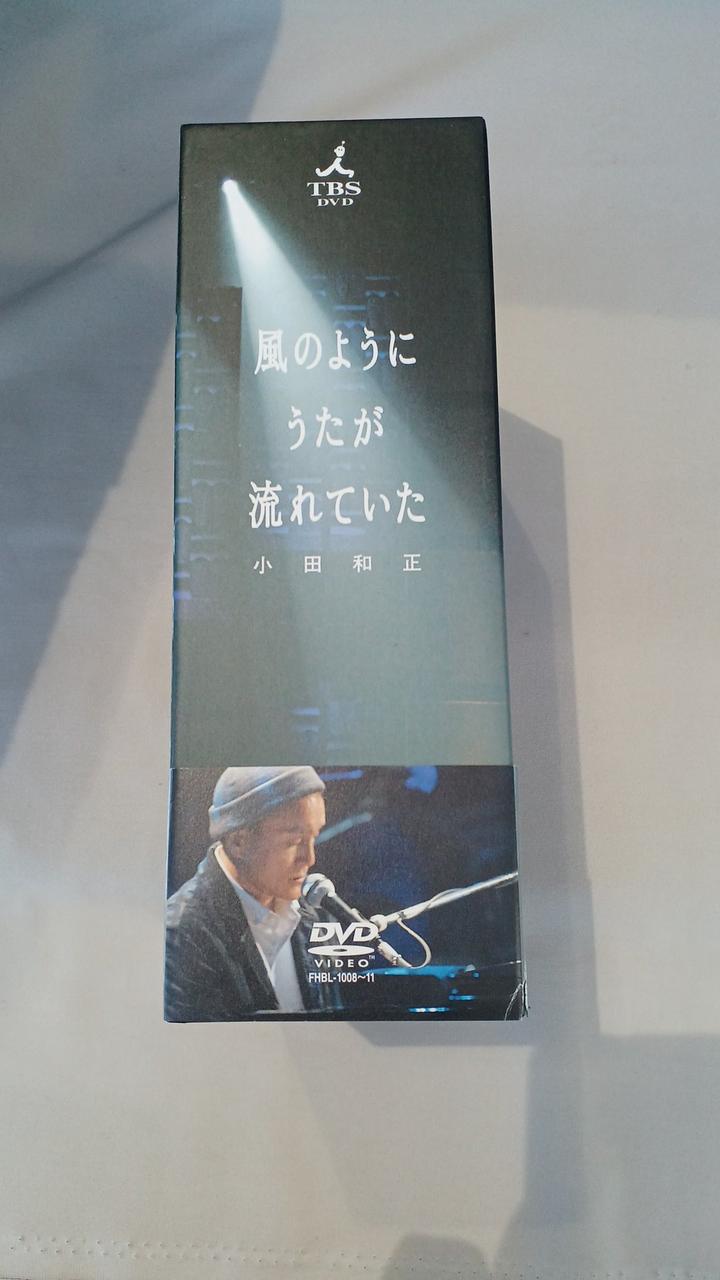 TBS
DVD
風のように
うたが
流れていた
小田和正
DVD
VIDEO™
FHBL-1008~11